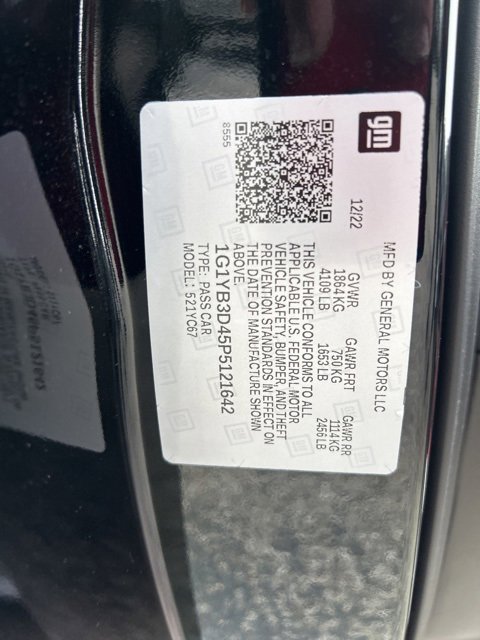 gm
MFD BY GENERAL MOTORS LLC
12/22 GVWR GAWR FRT GAWR RR
1864 KG 750 KG 1114 KG
4109 LB 1653 LB 2456 LB
THIS VEHICLE CONFORMS TO ALL
APPLICABLE U.S. FEDERAL MOTOR
VEHICLE SAFETY, BUMPER, AND THEFT
PREVENTION STANDARDS IN EFFECT ON
THE DATE OF MANUFACTURE SHOWN
ABOVE.
8555
1G1YB3D45P5121642
TYPE: PASS CAR
MODEL: 521YC67